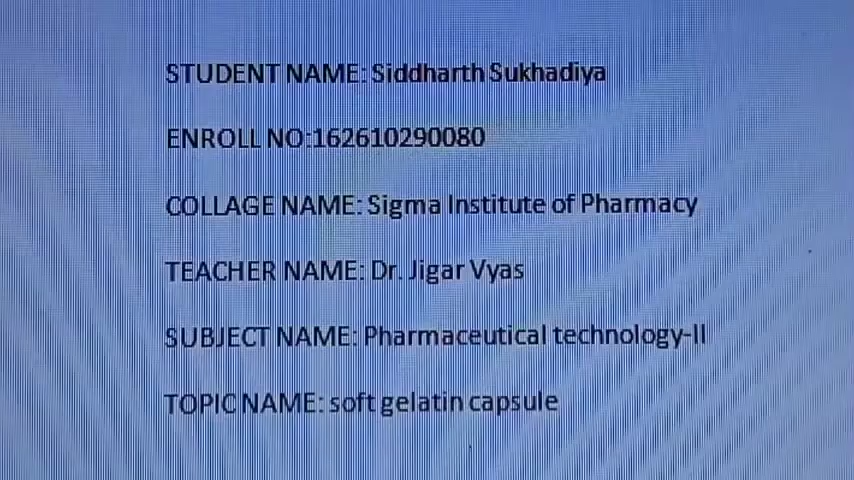 STUDENT NAME: Siddharth Sukhadiya
ENROLL NO:162610290080
COLLAGE NAME: Sigma Institute of Pharmacy
TEACHER NAME: Dr. Jigar Vyas
SUBJECT NAME: Pharmaceutical technology-II
TOPIC NAME: soft gelatin capsule